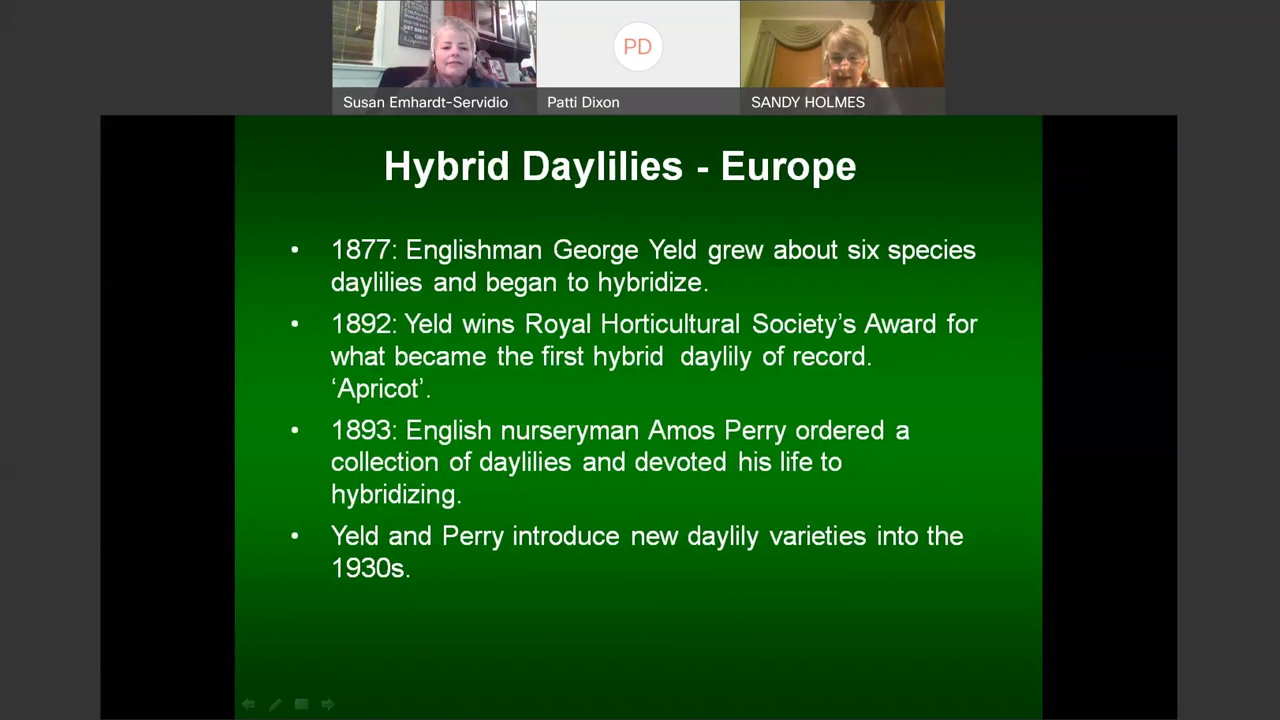 PD
Susan Emhardt-Servidio
Patti Dixon
SANDY HOLMES
Hybrid Daylilies - Europe
• 1877: Englishman George Yeld grew about six species
daylilies and began to hybridize.
• 1892: Yeld wins Royal Horticultural Society’s Award for
what became the first hybrid daylily of record.
‘Apricot’.
• 1893: English nurseryman Amos Perry ordered a
collection of daylilies and devoted his life to
hybridizing.
• Yeld and Perry introduce new daylily varieties into the
1930s.